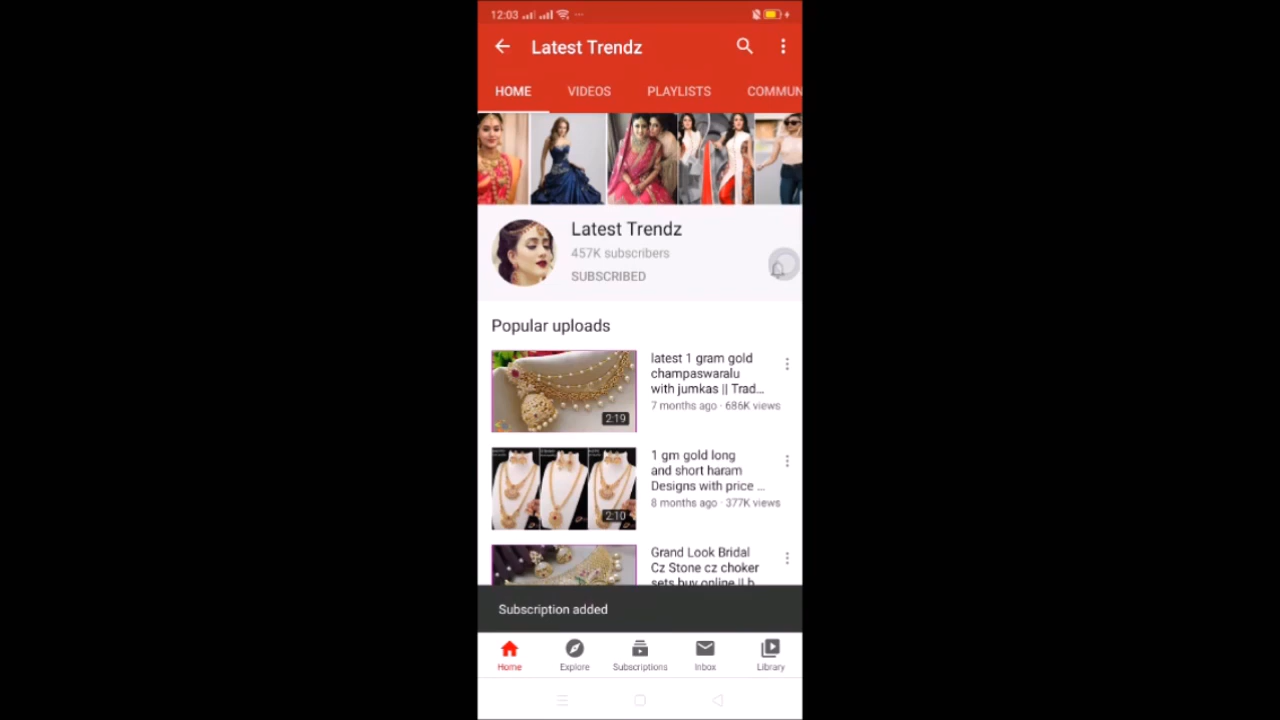 12:03
Latest Trendz
HOME VIDEOS PLAYLISTS COMMUN
Latest Trendz
457K subscribers
SUBSCRIBED
Popular uploads
latest 1 gram gold
champaswaralu
with jumkas || Trad...
7 months ago · 686K views
2:19
1 gm gold long
and short haram
Designs with price ...
8 months ago · 377K views
2:10
Grand Look Bridal
Cz Stone cz choker
sets buy online ||
Subscription added
Home Explore Subscriptions Inbox Library